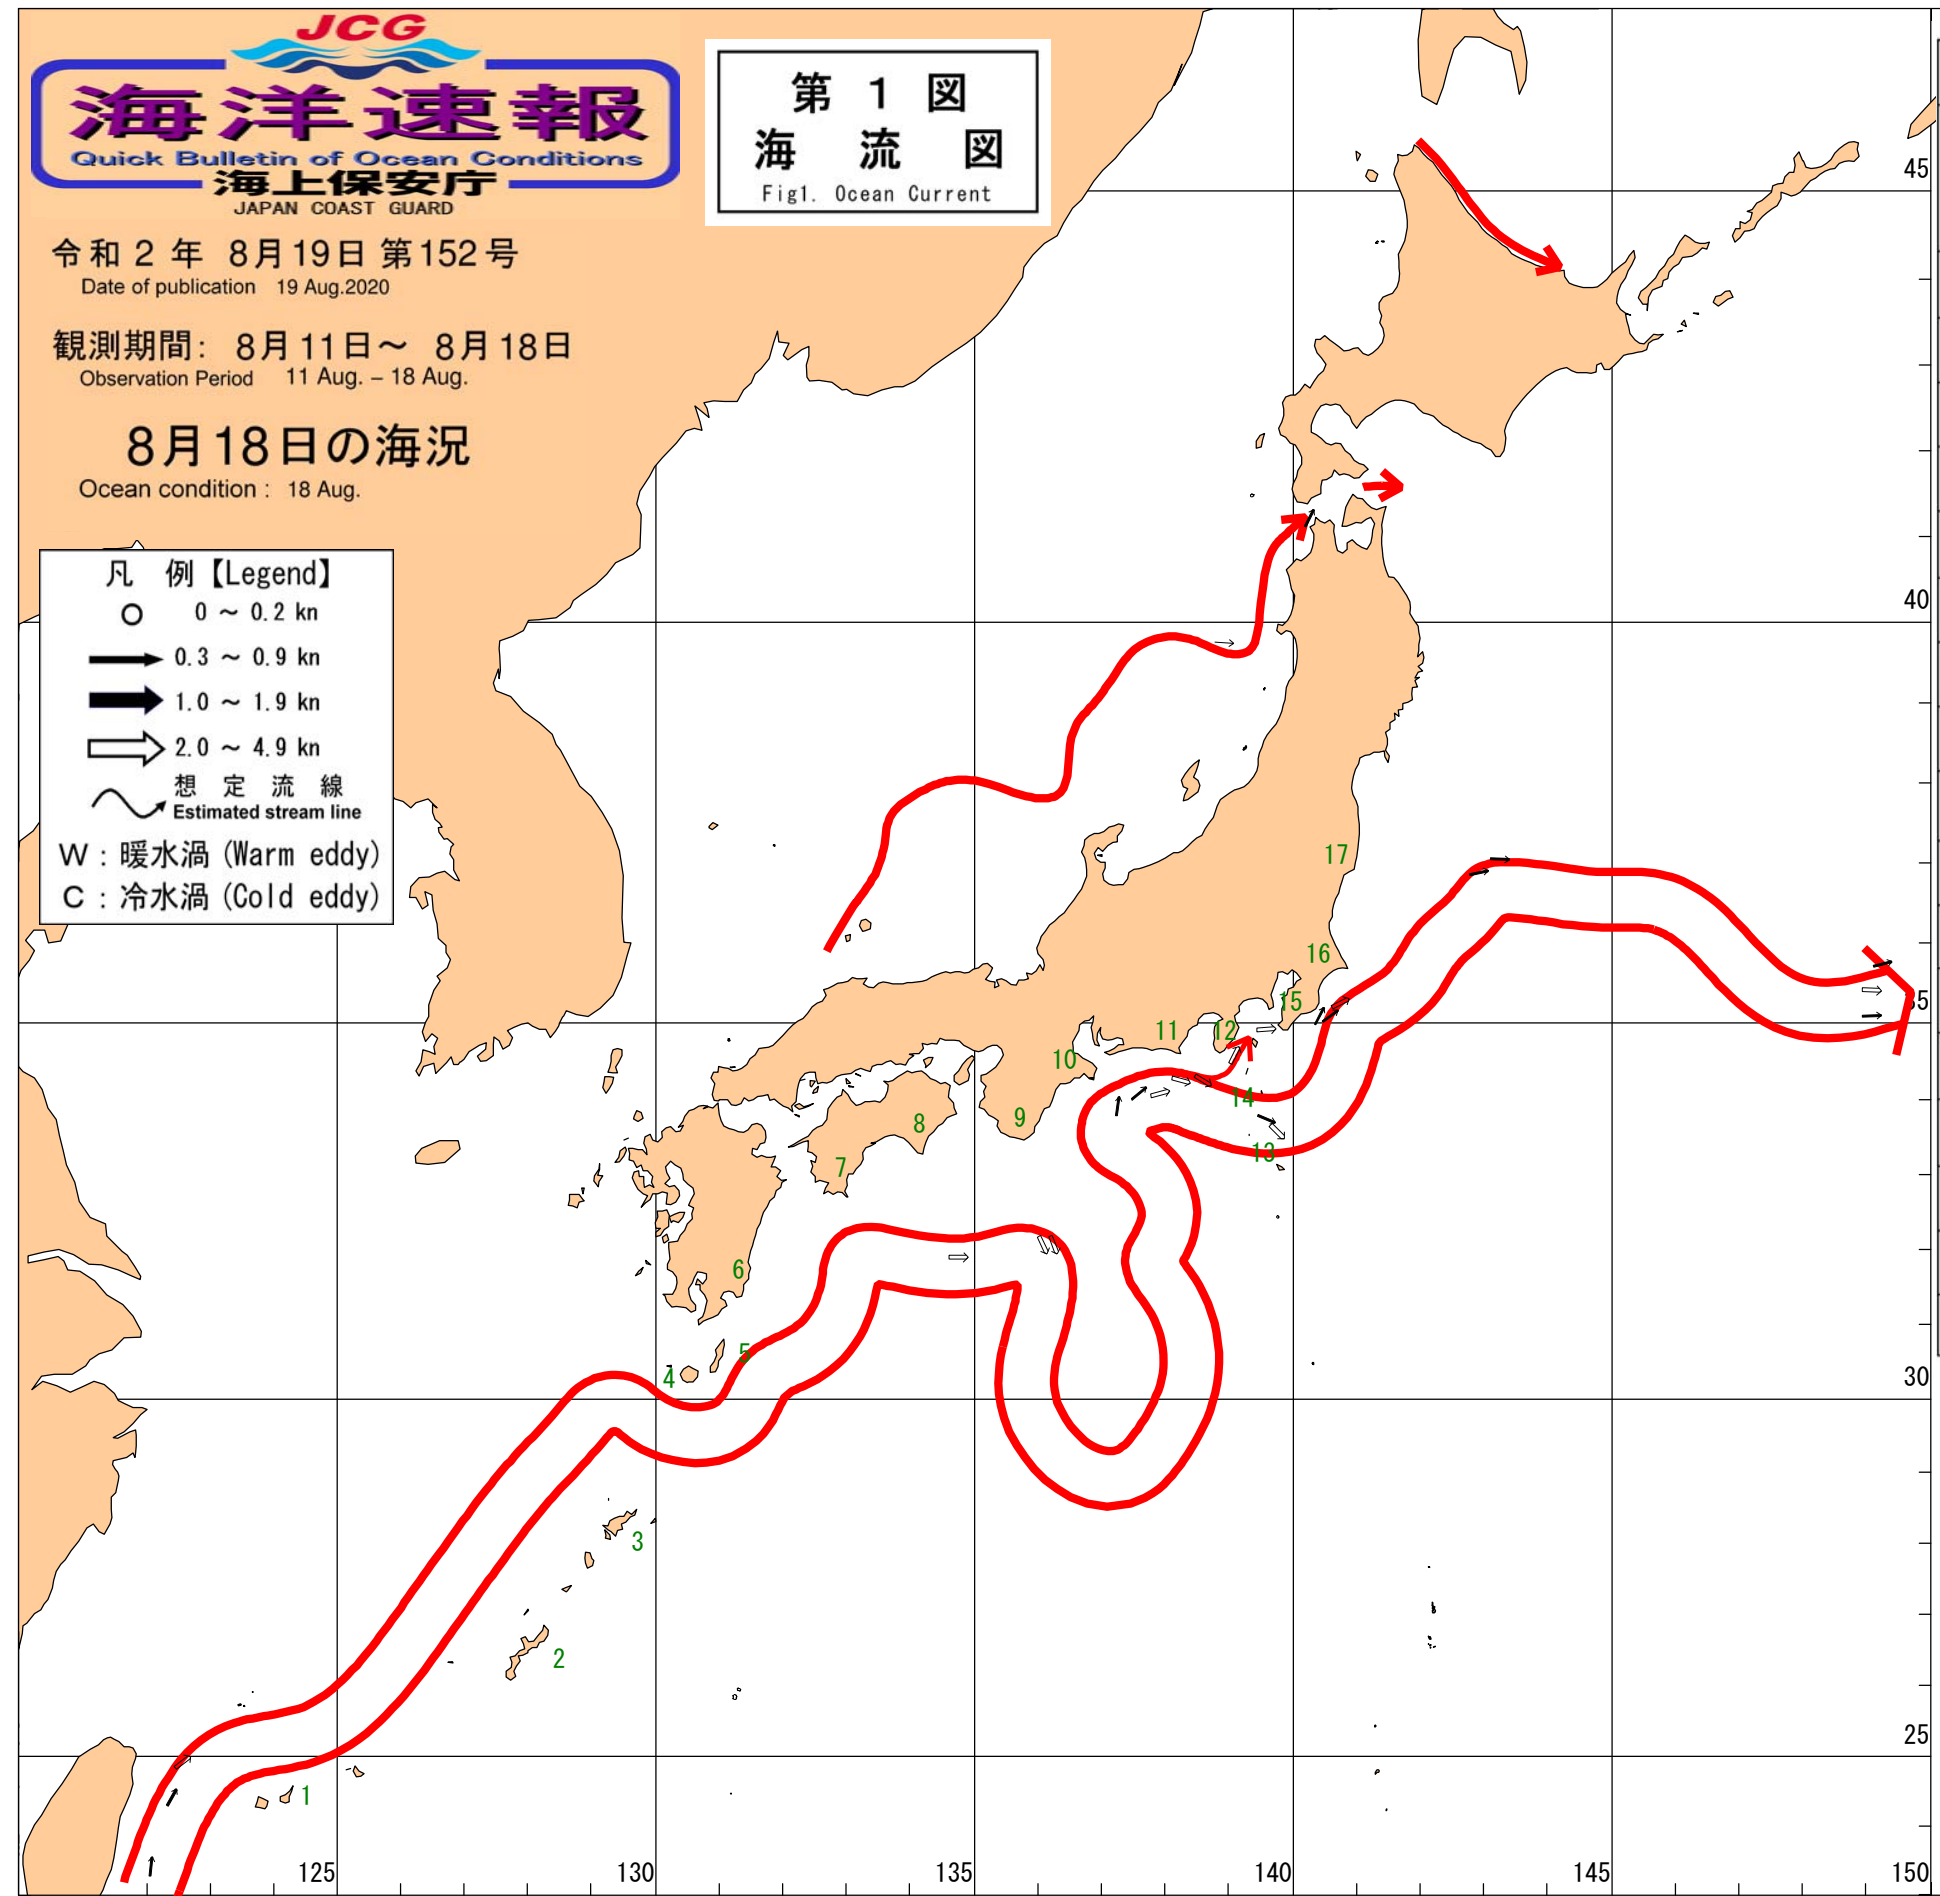 JCG
海洋速報
Quick Bulletin of Ocean Conditions
海上保安庁
JAPAN COAST GUARD
第 1 図
海 流 図
Fig1. Ocean Current
令和 2 年 8月19日 第152号
Date of publication 19 Aug.2020
観測期間: 8月11日～ 8月18日
Observation Period 11 Aug. – 18 Aug.
8月18日の海況
Ocean condition : 18 Aug.
凡 例【Legend】
0 ～ 0.2 kn
0.3 ～ 0.9 kn
1.0 ～ 1.9 kn
2.0 ～ 4.9 kn
想 定 流 線
Estimated stream line
W : 暖水渦 (Warm eddy)
C : 冷水渦 (Cold eddy)
45
40
17
16
35
15
12
11
10
14
9
8
13
7
6
5
4
30
3
2
25
1
125
130
135
140
145
150